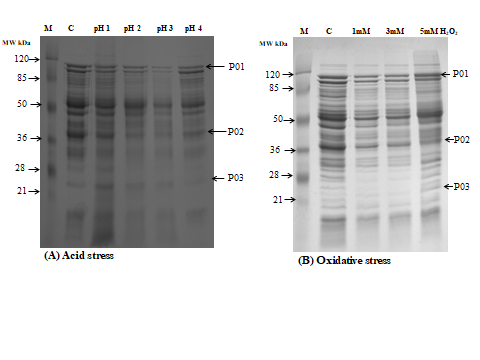 M C pH 1 pH 2 pH 3 pH 4
MW kDa
120
85
50
36
28
21
P01
P02
P03
(A) Acid stress
M C 1mM 3mM 5mM H₂O₂
MW kDa
120
85
50
36
28
21
P01
P02
P03
(B) Oxidative stress